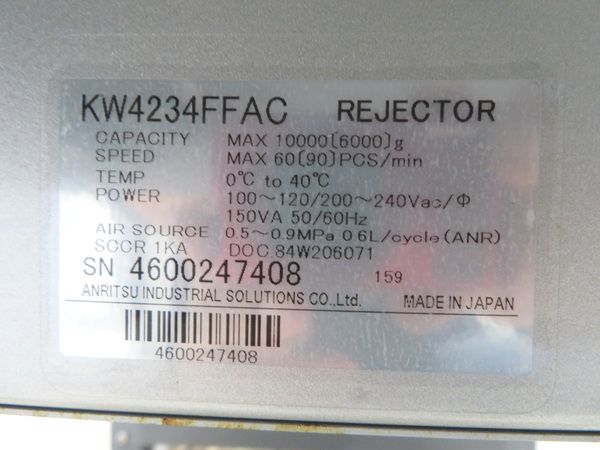 KW4234FFAC REJECTOR
CAPACITY MAX 10000[6000]g
SPEED MAX 60[90]PCS/min
TEMP 0℃ to 40℃
POWER 100~120/200~240Vac/Φ
150VA 50/60Hz
AIR SOURCE 0.5~0.9MPa 0.6L/cycle(ANR)
SCCR 1KA DOC.84W206071
SN 4600247408 159
ANRITSU INDUSTRIAL SOLUTIONS CO.,Ltd. MADE IN JAPAN
4600247408